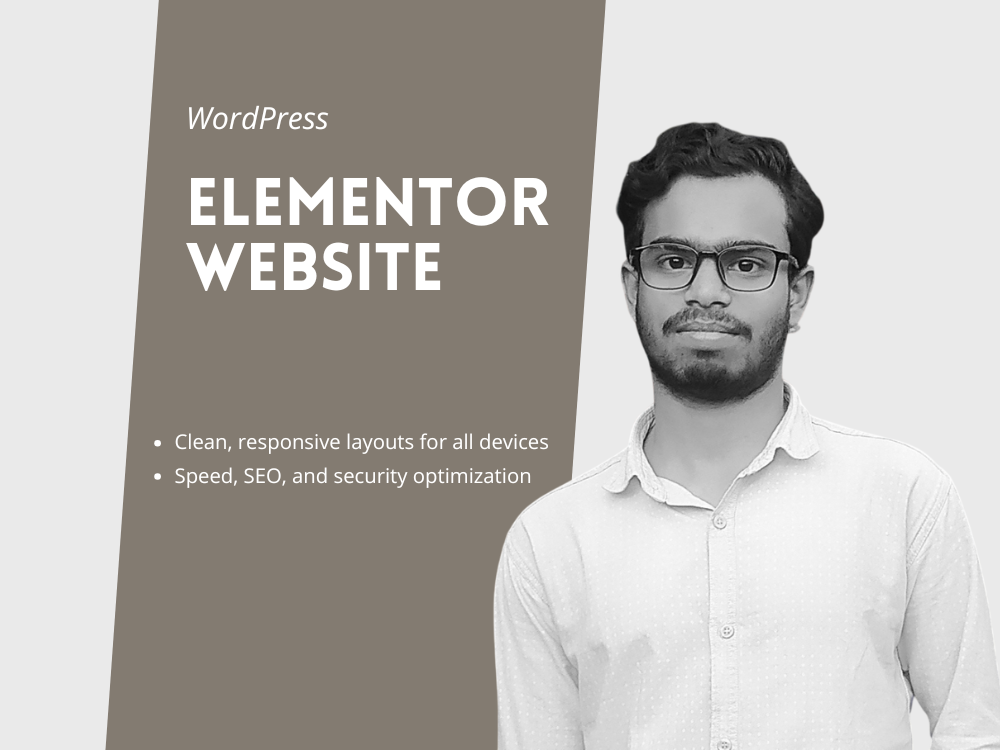 WordPress
ELEMENTOR
WEBSITE
• Clean, responsive layouts for all devices
• Speed, SEO, and security optimization